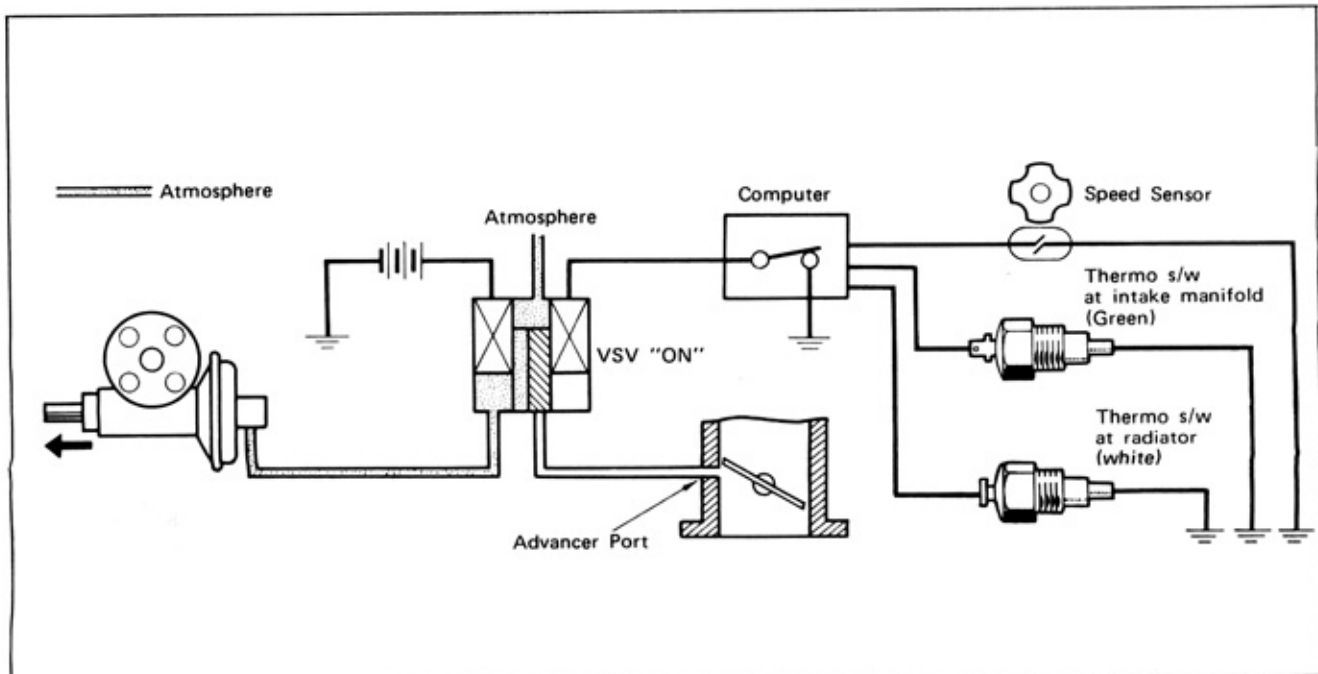 Atmosphere
Atmosphere
Computer
Speed Sensor
Thermo s/w
at intake manifold
(Green)
VSV "ON"
Thermo s/w
at radiator
(white)
Advancer Port